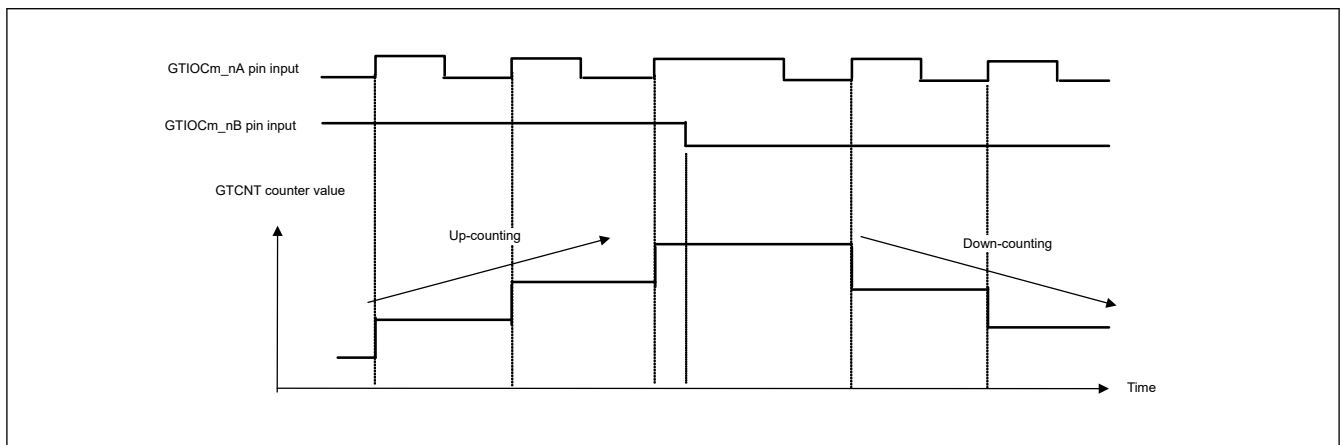 GTIOCm_nA pin input
GTIOCm_nB pin input
GTCNT counter value
Up-counting
Down-counting
Time